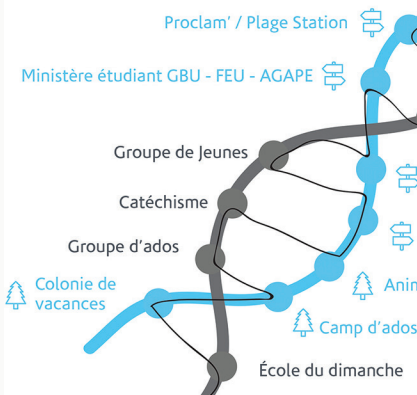 Proclam' / Plage Station
Ministère étudiant GBU - FEU - AGAPE
Groupe de Jeunes
Catéchisme
Groupe d'ados
Colonie de
vacances
Camp d'ados
École du dimanche